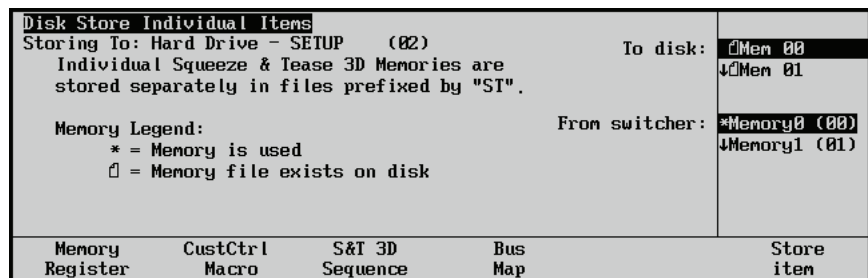 Disk Store Individual Items
Storing To: Hard Drive - SETUP (02)
Individual Squeeze & Tease 3D Memories are
stored separately in files prefixed by "ST".
Memory Legend:
* = Memory is used
= Memory file exists on disk
To disk:
Mem 00
↓Mem 01
From switcher:
*Memory0 (00)
↓Memory1 (01)
Memory Register
CustCtrl Macro
S&T 3D Sequence
Bus Map
Store item